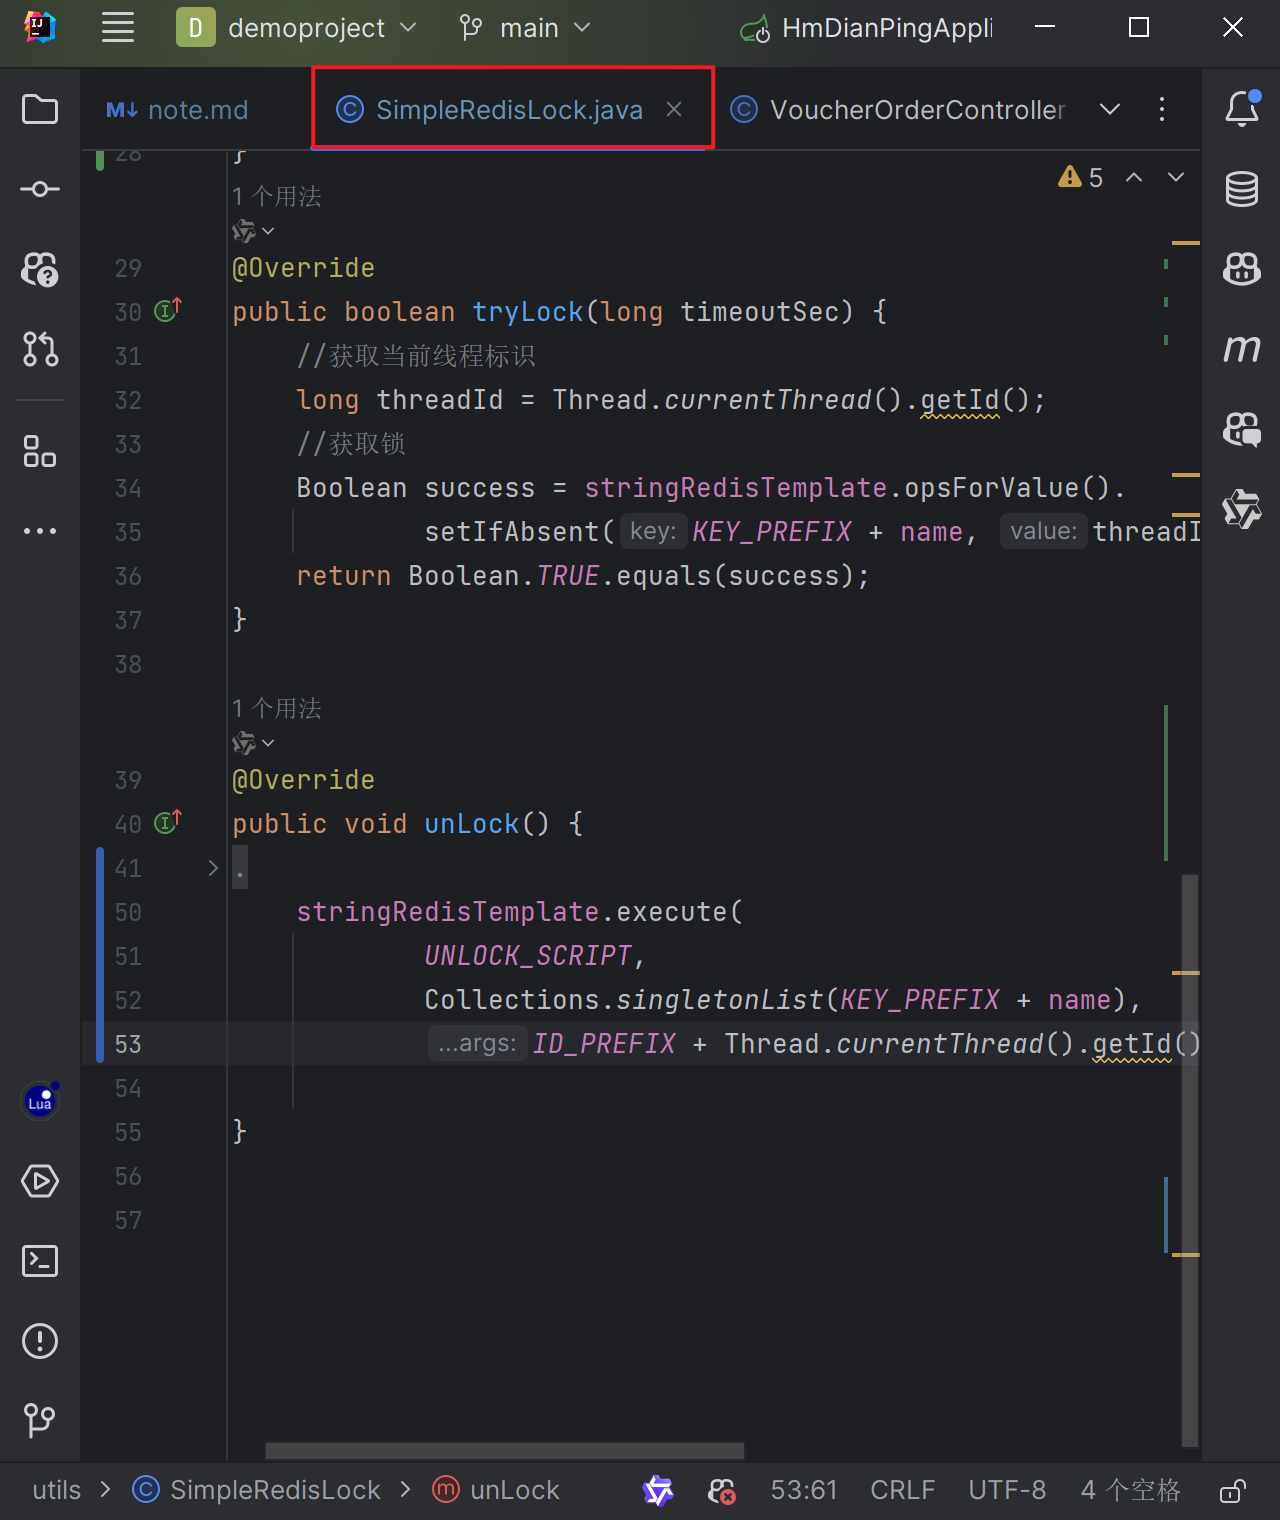 D demoproject main HmDianPingAppli
M↓ note.md C SimpleRedisLock.java C VoucherOrderController
28 }
1 个用法
5
29 @Override
30 public boolean tryLock(long timeoutSec) {
31 //获取当前线程标识
32 long threadId = Thread.currentThread().getId();
33 //获取锁
34 Boolean success = stringRedisTemplate.opsForValue().
35 setIfAbsent( key: KEY_PREFIX + name, value: threadI
36 return Boolean.TRUE.equals(success);
37 }
38
1 个用法
39 @Override
40 public void unLock() {
41 .
50 stringRedisTemplate.execute(
51 UNLOCK_SCRIPT,
52 Collections.singletonList(KEY_PREFIX + name),
53 ...args: ID_PREFIX + Thread.currentThread().getId()
54
55 }
56
57
Lua
utils > C SimpleRedisLock > m unLock 53:61 CRLF UTF-8 4 个空格